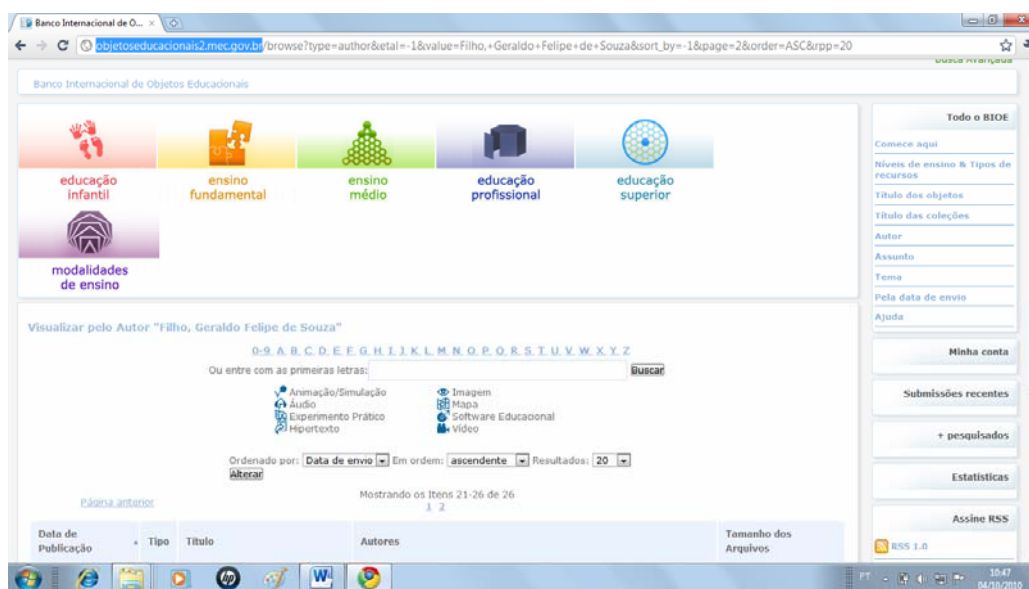 Banco Internacional de O...
objetoseducacionais2.mec.gov.br/browse?type=author&etal=-1&value=Filho,+Geraldo+Felipe+de+Souza&sort_by=-1&page=2&order=ASC&rpp=20
Busca Avançada
Banco Internacional de Objetos Educacionais
educação
infantil
ensino
fundamental
ensino
médio
educação
profissional
educação
superior
modalidades
de ensino
Visualizar pelo Autor "Filho, Geraldo Felipe de Souza"
0-9 A B C D E F G H I J K L M N O P Q R S T U V W X Y Z
Ou entre com as primeiras letras: Buscar
Animação/Simulação
Áudio
Experimento Prático
Hipertexto
Imagem
Mapa
Software Educacional
Vídeo
Ordenado por: Data de envio Em ordem: ascendente Resultados: 20
Alterar
Mostrando os Itens 21-26 de 26
Página anterior
1 2
Data de
Publicação
Tipo
Título
Autores
Tamanho dos
Arquivos
Todo o BIOE
Comece aqui
Níveis de ensino & Tipos de
recursos
Título dos objetos
Título das coleções
Autor
Assunto
Tema
Pela data de envio
Ajuda
Minha conta
Submissões recentes
+ pesquisados
Estatísticas
Assine RSS
RSS 1.0
hp
W
PT
10:47
04/10/2010